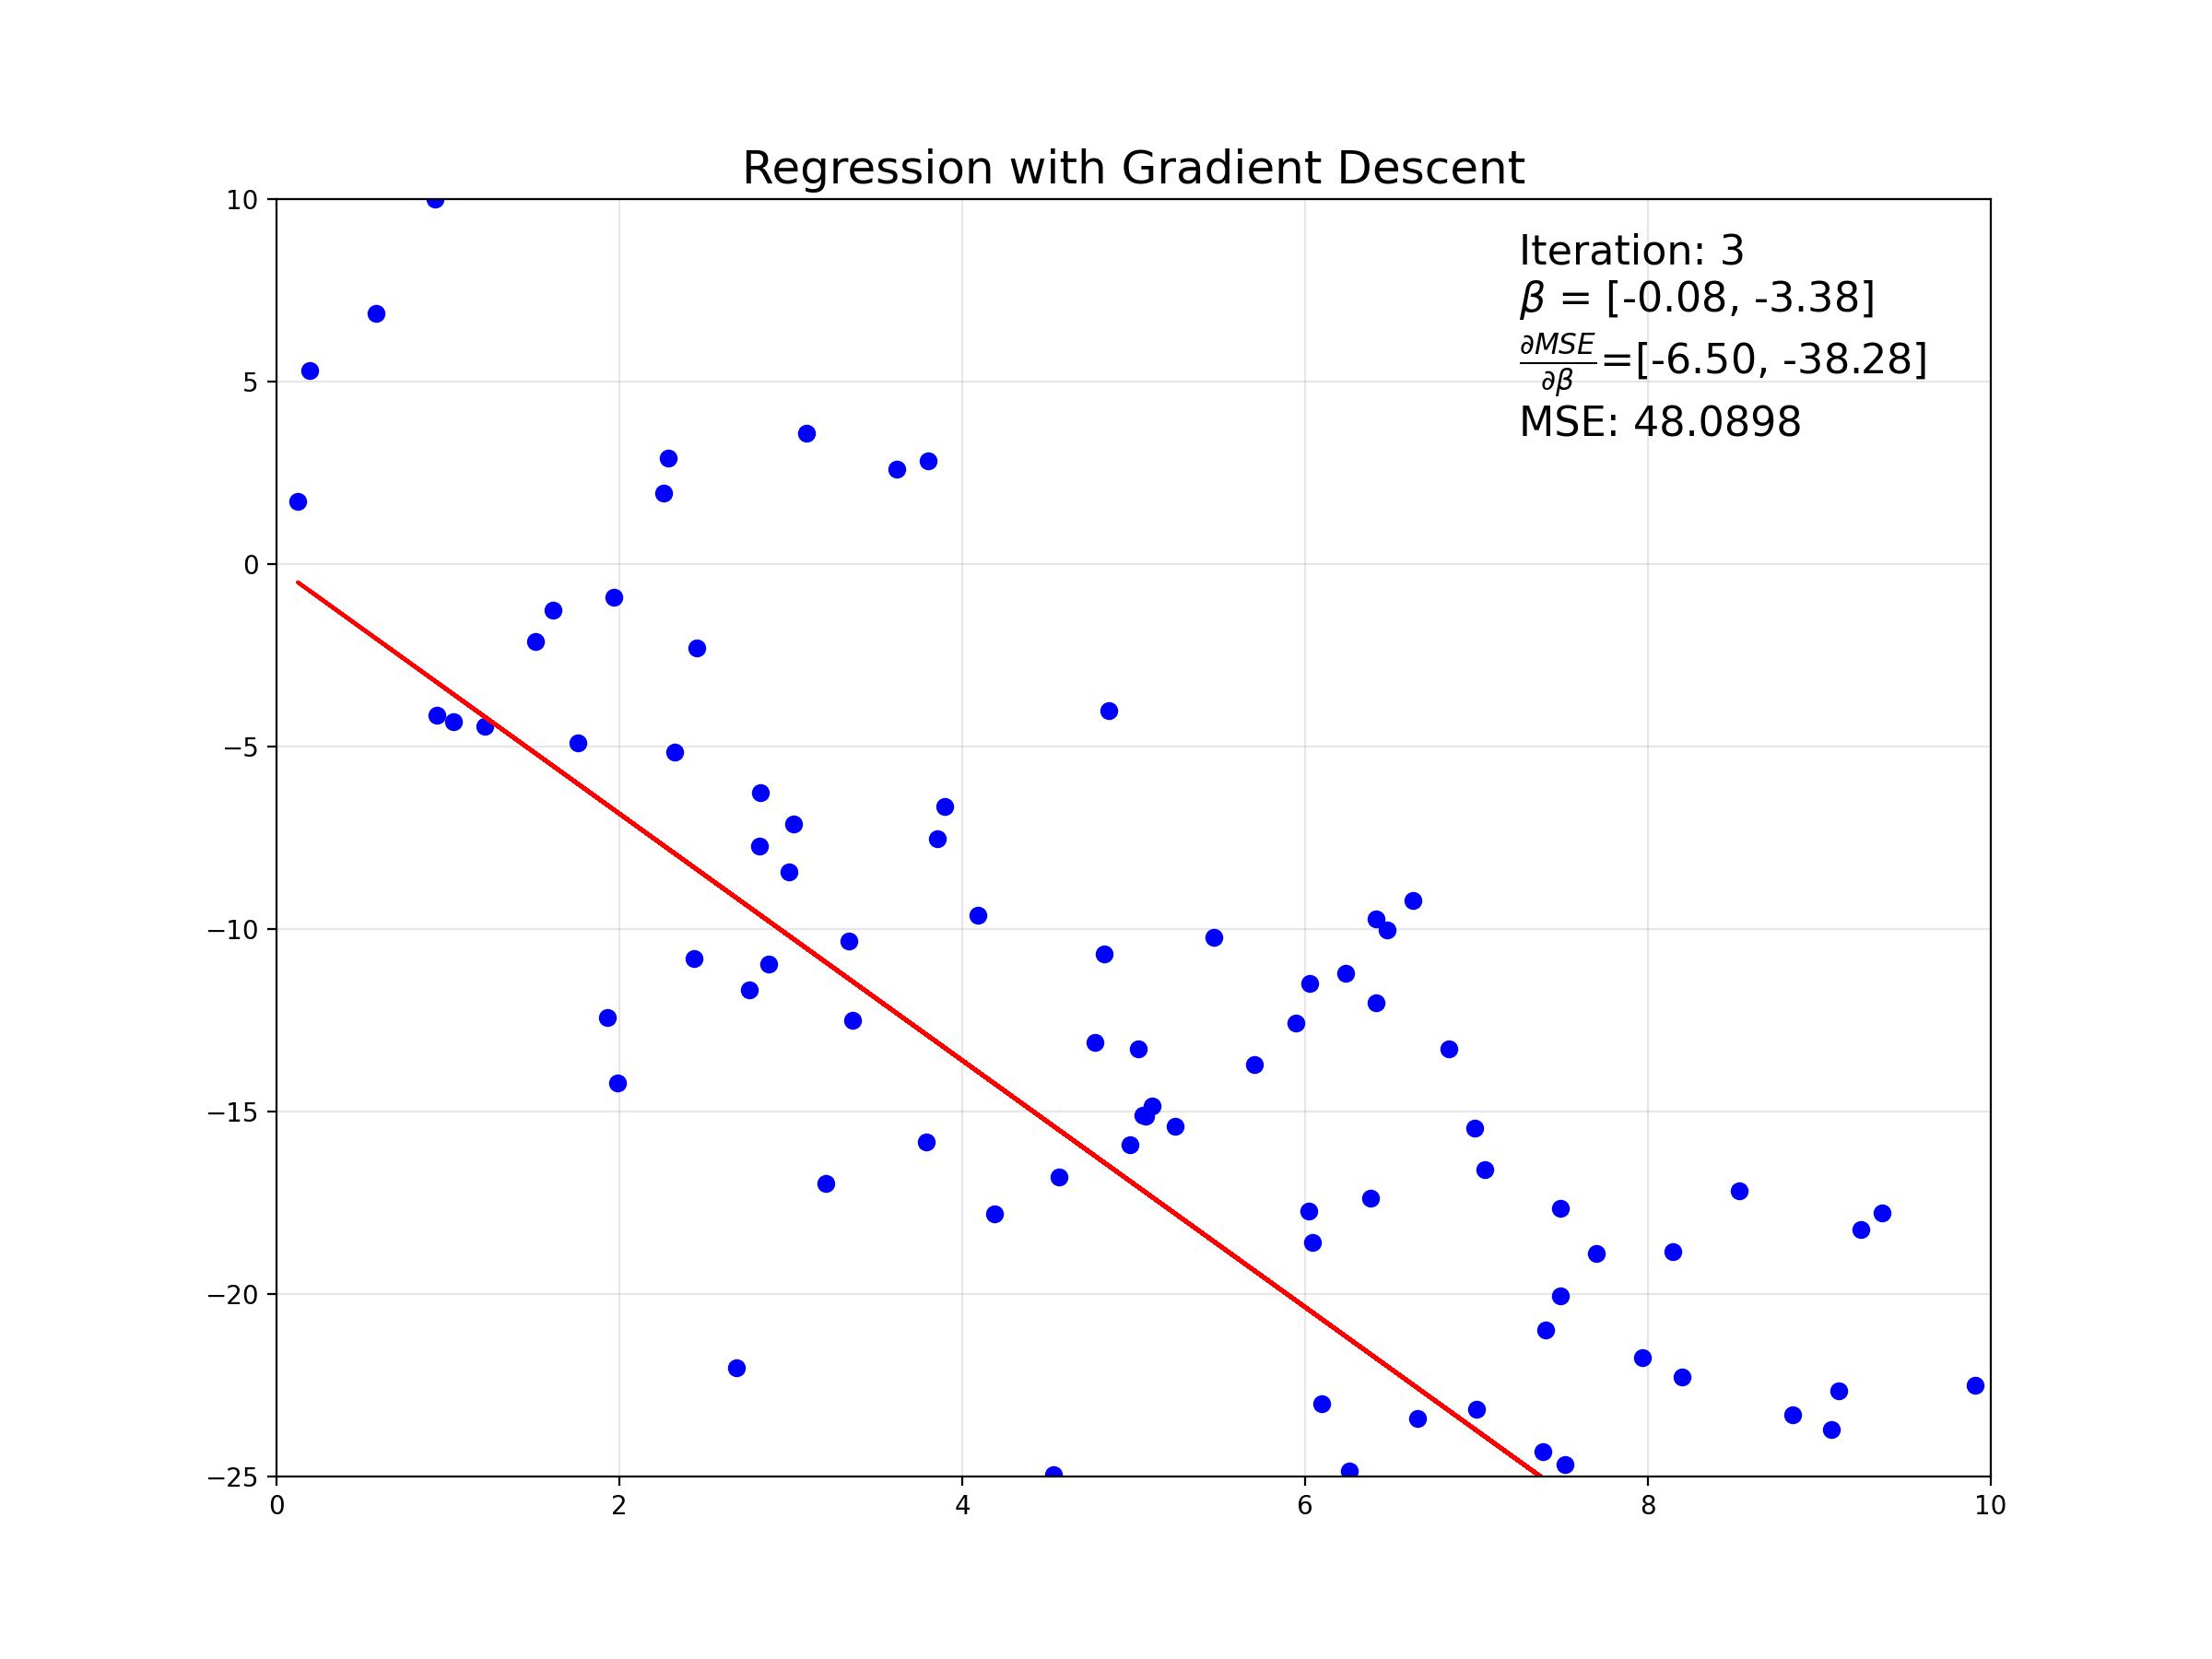 Regression with Gradient Descent
Iteration: 3
β = [-0.08, -3.38]
∂MSE/∂β=[-6.50, -38.28]
MSE: 48.0898
10
5
0
−5
−10
−15
−20
−25
0 2 4 6 8 10